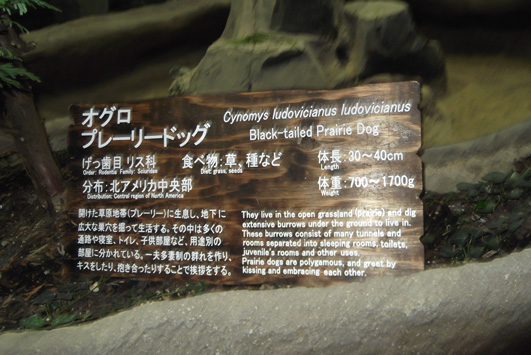 オグロ
プレーリードッグ
Cynomys ludovicianus ludovicianus
Black-tailed Prairie Dog
げっ歯目 リス科
Order: Rodentia Family: Sciuridae
食べ物：草、種など
Diet: grass, seeds
体長：30～40cm
Length
分布：北アメリカ中央部
Distribution: Central region of North America
体重：700～1700g
Weight
開けた草原地帯（プレーリー）に生息し、地下に
広大な巣穴を掘って生活する。その中は多くの
通路や寝室、トイレ、子供部屋など、用途別の
部屋に分かれている。一夫多妻制の群れを作り、
キスをしたり、抱き合ったりすることで挨拶をする。
They live in the open grassland (prairie) and dig
extensive burrows under the ground to live in.
These burrows consist of many tunnels and
rooms separated into sleeping rooms, toilets,
juvenile's rooms and other uses.
Prairie dogs are polygamous, and greet by
kissing and embracing each other.